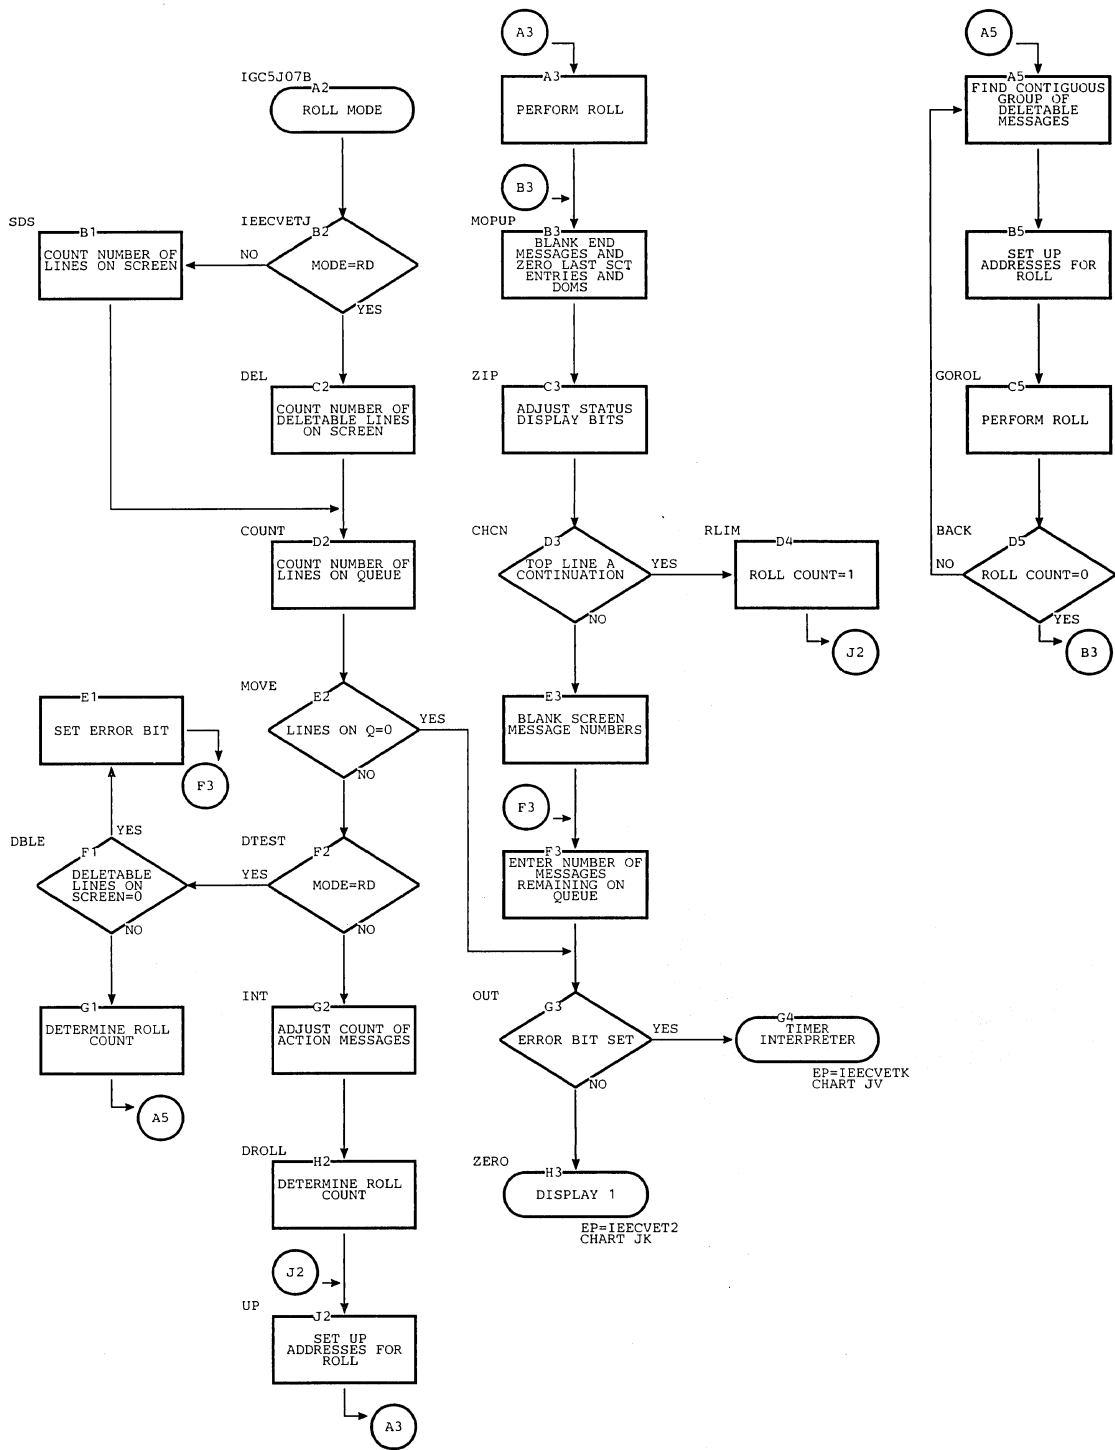 IGC5J07B
A2
ROLL MODE
IEECVETJ
B2
MODE=RD
NO
YES
SDS
B1
COUNT NUMBER OF
LINES ON SCREEN
DEL
C2
COUNT NUMBER OF
DELETABLE LINES
ON SCREEN
COUNT
D2
COUNT NUMBER OF
LINES ON QUEUE
MOVE
E2
LINES ON Q=0
YES
NO
E1
SET ERROR BIT
F3
DTEST
F2
MODE=RD
YES
NO
DBLE
F1
DELETABLE
LINES ON
SCREEN=0
YES
NO
G1
DETERMINE ROLL
COUNT
A5
INT
G2
ADJUST COUNT OF
ACTION MESSAGES
DROLL
H2
DETERMINE ROLL
COUNT
J2
UP
J2
SET UP
ADDRESSES FOR
ROLL
A3
A3
A3
PERFORM ROLL
B3
MOPUP
B3
BLANK END
MESSAGES AND
ZERO LAST SCT
ENTRIES AND
DOMS
ZIP
C3
ADJUST STATUS
DISPLAY BITS
CHCN
D3
TOP LINE A
CONTINUATION
YES
NO
RLIM
D4
ROLL COUNT=1
J2
E3
BLANK SCREEN
MESSAGE NUMBERS
F3
F3
ENTER NUMBER OF
MESSAGES
REMAINING ON
QUEUE
OUT
G3
ERROR BIT SET
YES
NO
G4
TIMER
INTERPRETER
EP=IEECVETK
CHART JV
ZERO
H3
DISPLAY 1
EP=IEECVET2
CHART JK
A5
A5
FIND CONTIGUOUS
GROUP OF
DELETABLE
MESSAGES
B5
SET UP
ADDRESSES FOR
ROLL
GOROL
C5
PERFORM ROLL
BACK
D5
ROLL COUNT=0
NO
YES
B3